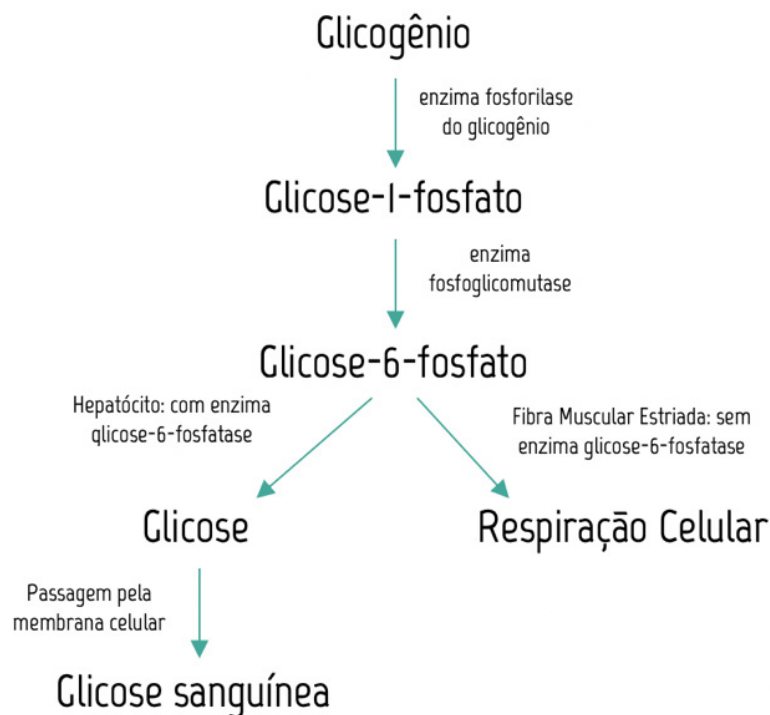 Glicogênio
enzima fosforilase
do glicogênio
Glicose-1-fosfato
enzima
fosfoglicomutase
Glicose-6-fosfato
Hepatócito: com enzima
glicose-6-fosfatase
Fibra Muscular Estriada: sem
enzima glicose-6-fosfatase
Glicose
Respiração Celular
Passagem pela
membrana celular
Glicose sanguínea